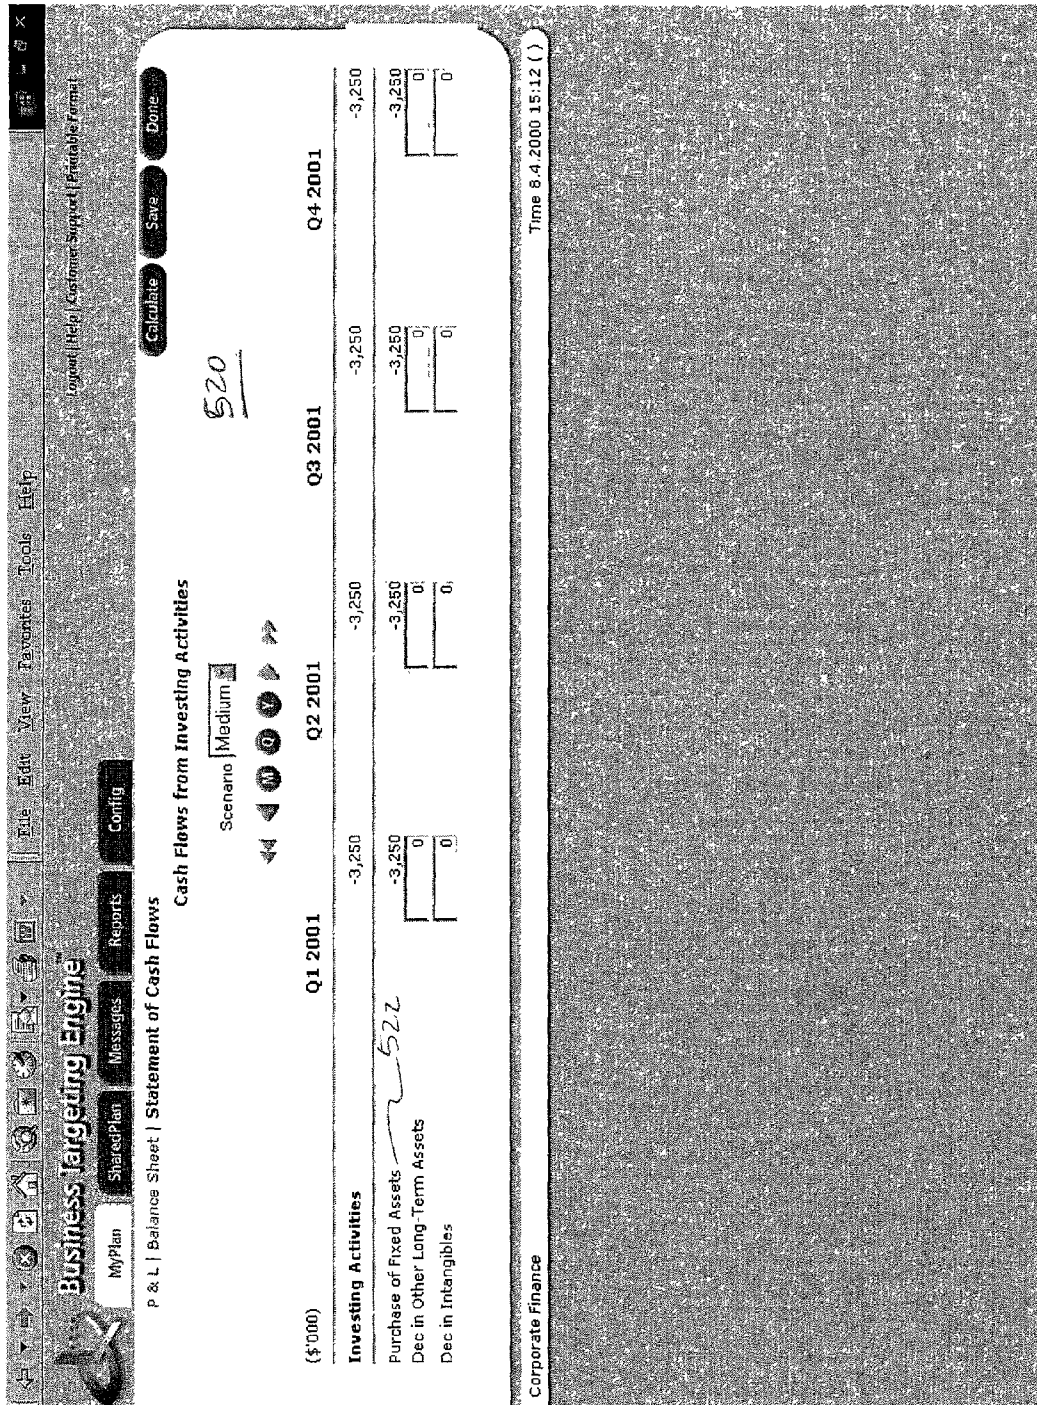 File Edit View Favorites Tools Help
Business Targeting Engine™
Logout | Help | Customer Support | Printable Format
MyPlan SharedPlan Messages Reports Config
P & L | Balance Sheet | Statement of Cash Flows
Calculate Save Done
Cash Flows from Investing Activities
520
Scenario Medium
M Q Y
($'000) Q1 2001 Q2 2001 Q3 2001 Q4 2001
Investing Activities -3,250 -3,250 -3,250 -3,250
Purchase of Fixed Assets 522 -3,250 -3,250 -3,250 -3,250
Dec in Other Long-Term Assets 0 0 0 0
Dec in Intangibles 0 0 0 0
Corporate Finance Time 8.4.2000 15:12 ( )